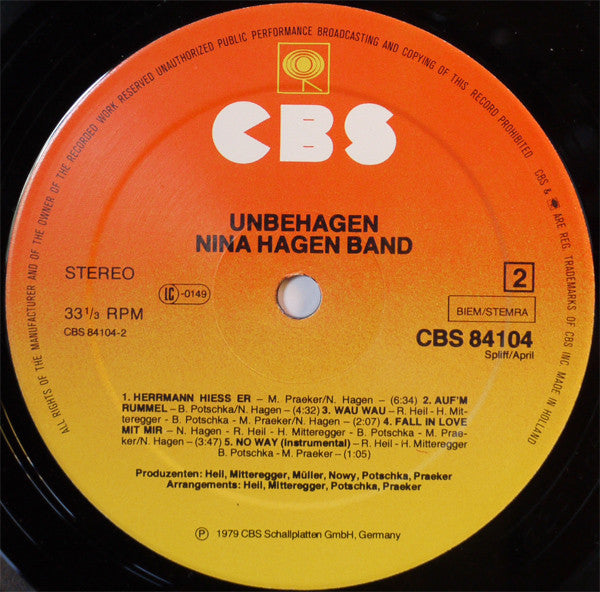 ALL RIGHTS OF THE MANUFACTURER AND OF THE OWNER OF THE RECORDED WORK RESERVED UNAUTHORIZED PUBLIC PERFORMANCE BROADCASTING AND COPYING OF THIS RECORD PROHIBITED. CBS & ARE REG. TRADEMARKS OF CBS INC. MADE IN HOLLAND
CBS
UNBEHAGEN
NINA HAGEN BAND
STEREO
LC -0149
2
33 1/3 RPM
BIEM/STEMRA
CBS 84104-2
CBS 84104
Spliff/April
1. HERRMANN HIESS ER – M. Praeker/N. Hagen – (6:34) 2. AUF'M
RUMMEL – B. Potschka/N. Hagen – (4:32) 3. WAU WAU – R. Heil - H. Mit-
teregger - B. Potschka - M. Praeker/N. Hagen – (2:07) 4. FALL IN LOVE
MIT MIR – N. Hagen - R. Heil - H. Mitteregger - B. Potschka - M. Prae-
ker/N. Hagen – (3:47) 5. NO WAY (instrumental) – R. Heil - H. Mitteregger
B. Potschka - M. Praeker – (1:05)
Produzenten: Heil, Mitteregger, Müller, Nowy, Potschka, Praeker
Arrangements: Heil, Mitteregger, Potschka, Praeker
Ⓟ 1979 CBS Schallplatten GmbH, Germany